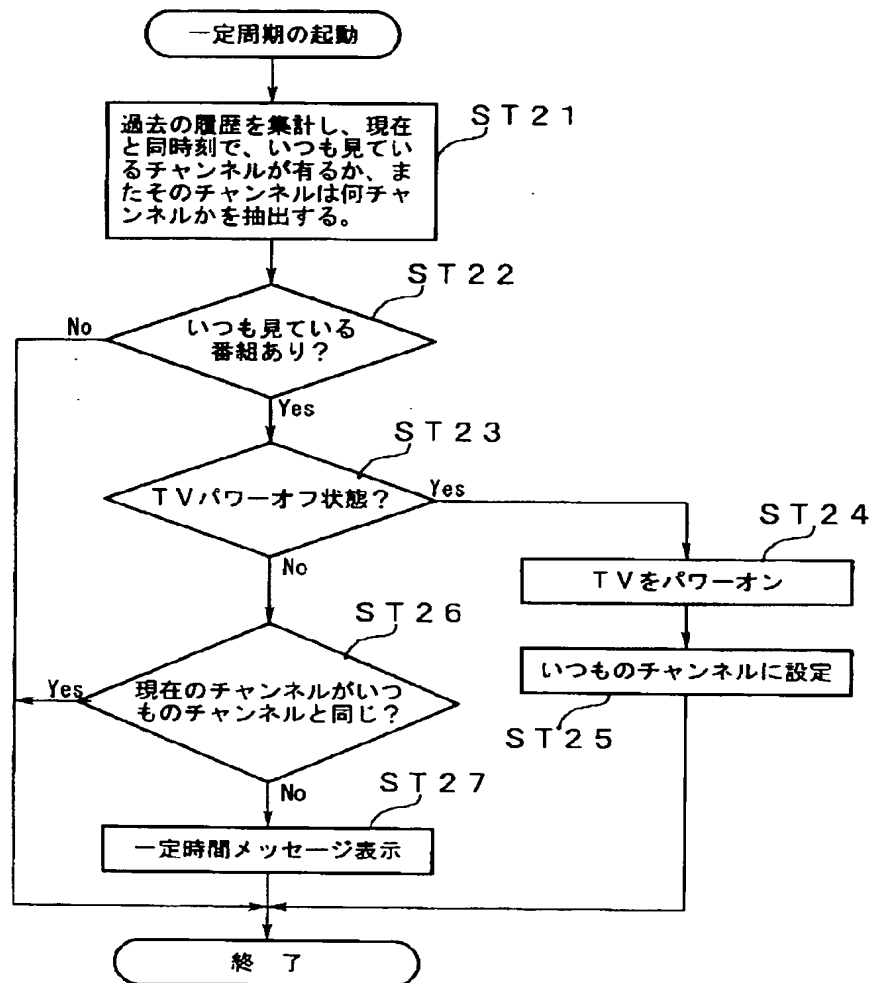 一定周期の起動
ST21
過去の履歴を集計し、現在
と同時刻で、いつも見てい
るチャンネルが有るか、ま
たそのチャンネルは何チャ
ンネルかを抽出する。
ST22
No
いつも見ている
番組あり?
Yes
ST23
TVパワーオフ状態?
Yes
No
ST24
TVをパワーオン
ST26
Yes
現在のチャンネルがいつ
ものチャンネルと同じ?
いつものチャンネルに設定
ST25
No
ST27
一定時間メッセージ表示
終 了